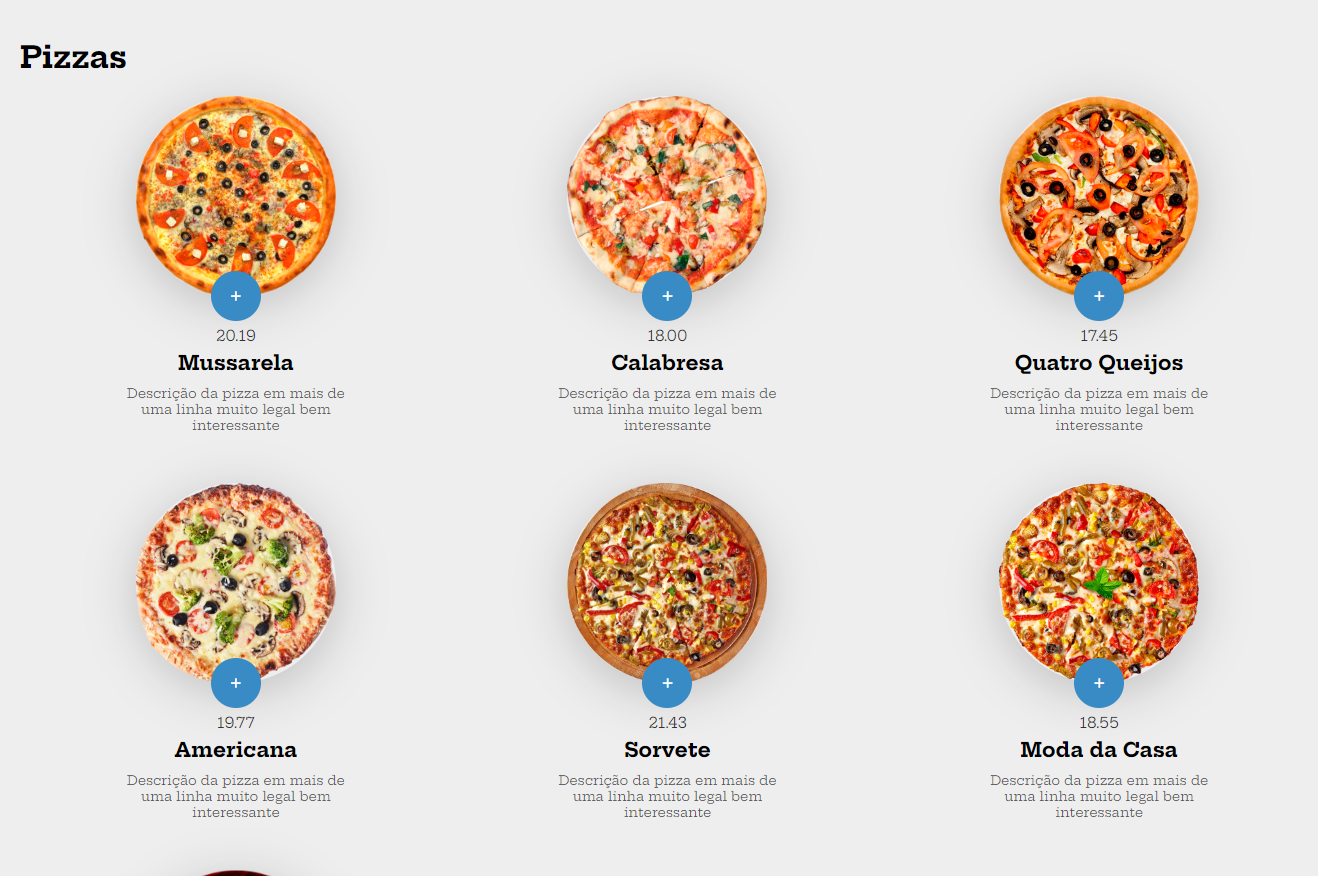 Pizzas
+
+
+
20.19
18.00
17.45
Mussarela
Calabresa
Quatro Queijos
Descrição da pizza em mais de
uma linha muito legal bem
interessante
Descrição da pizza em mais de
uma linha muito legal bem
interessante
Descrição da pizza em mais de
uma linha muito legal bem
interessante
+
+
+
19.77
21.43
18.55
Americana
Sorvete
Moda da Casa
Descrição da pizza em mais de
uma linha muito legal bem
interessante
Descrição da pizza em mais de
uma linha muito legal bem
interessante
Descrição da pizza em mais de
uma linha muito legal bem
interessante